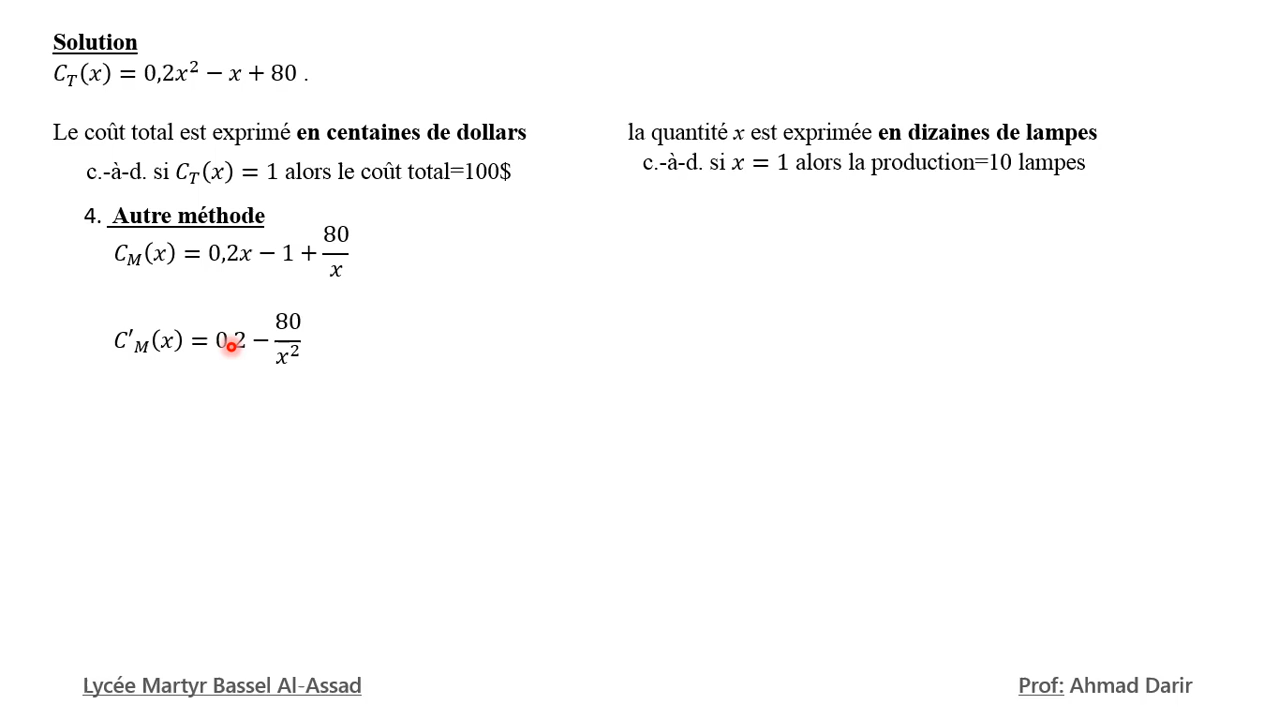 Solution
C_T(x) = 0,2x² − x + 80 .
Le coût total est exprimé en centaines de dollars
c.-à-d. si C_T(x) = 1 alors le coût total=100$
la quantité x est exprimée en dizaines de lampes
c.-à-d. si x = 1 alors la production=10 lampes
4. Autre méthode
C_M(x) = 0,2x − 1 + 80/x
C'_M(x) = 0,2 − 80/x²
Lycée Martyr Bassel Al-Assad
Prof: Ahmad Darir